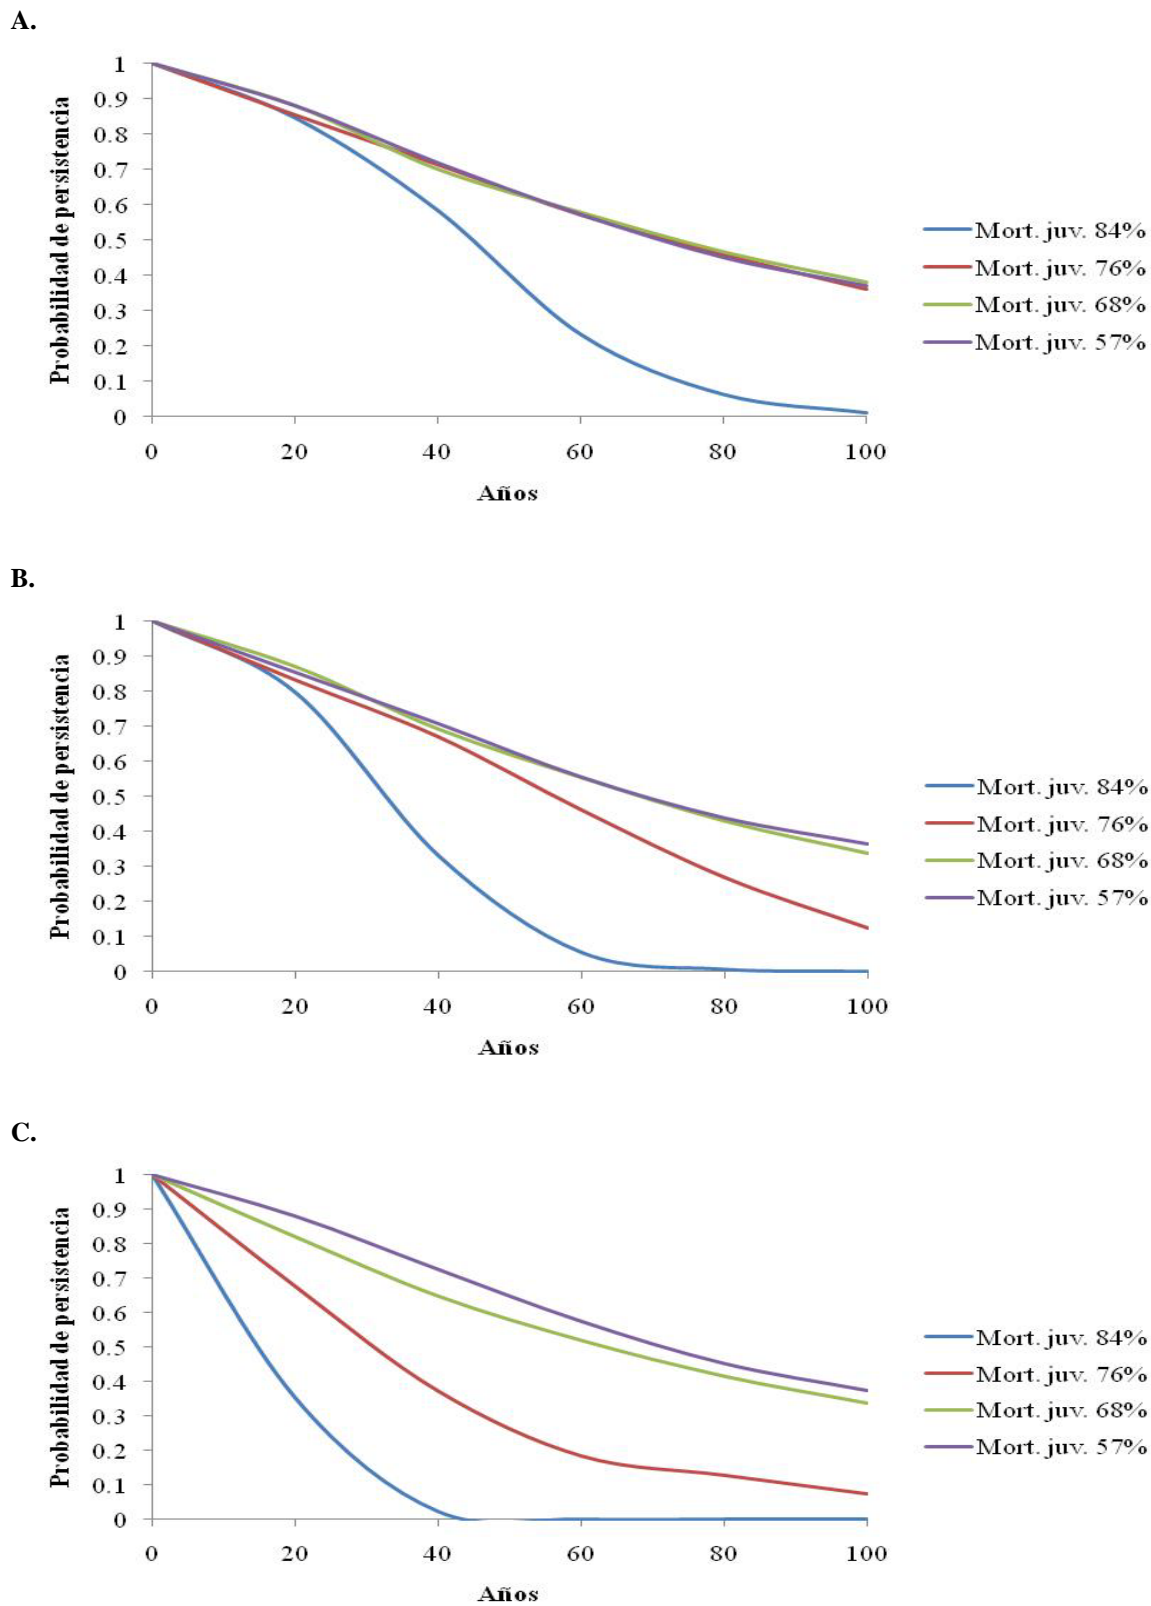 A.
Probabilidad de persistencia
1
0.9
0.8
0.7
0.6
0.5
0.4
0.3
0.2
0.1
0
0 20 40 60 80 100
Años
Mort. juv. 84%
Mort. juv. 76%
Mort. juv. 68%
Mort. juv. 57%
B.
Probabilidad de persistencia
1
0.9
0.8
0.7
0.6
0.5
0.4
0.3
0.2
0.1
0
0 20 40 60 80 100
Años
Mort. juv. 84%
Mort. juv. 76%
Mort. juv. 68%
Mort. juv. 57%
C.
Probabilidad de persistencia
1
0.9
0.8
0.7
0.6
0.5
0.4
0.3
0.2
0.1
0
0 20 40 60 80 100
Años
Mort. juv. 84%
Mort. juv. 76%
Mort. juv. 68%
Mort. juv. 57%